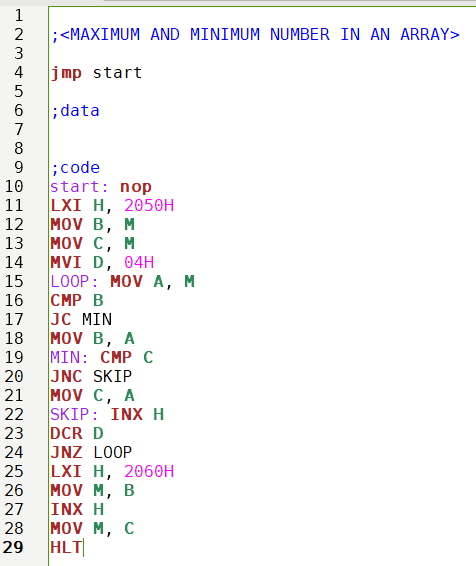 1
2 ;<MAXIMUM AND MINIMUM NUMBER IN AN ARRAY>
3
4 jmp start
5
6 ;data
7
8
9 ;code
10 start: nop
11 LXI H, 2050H
12 MOV B, M
13 MOV C, M
14 MVI D, 04H
15 LOOP: MOV A, M
16 CMP B
17 JC MIN
18 MOV B, A
19 MIN: CMP C
20 JNC SKIP
21 MOV C, A
22 SKIP: INX H
23 DCR D
24 JNZ LOOP
25 LXI H, 2060H
26 MOV M, B
27 INX H
28 MOV M, C
29 HLT